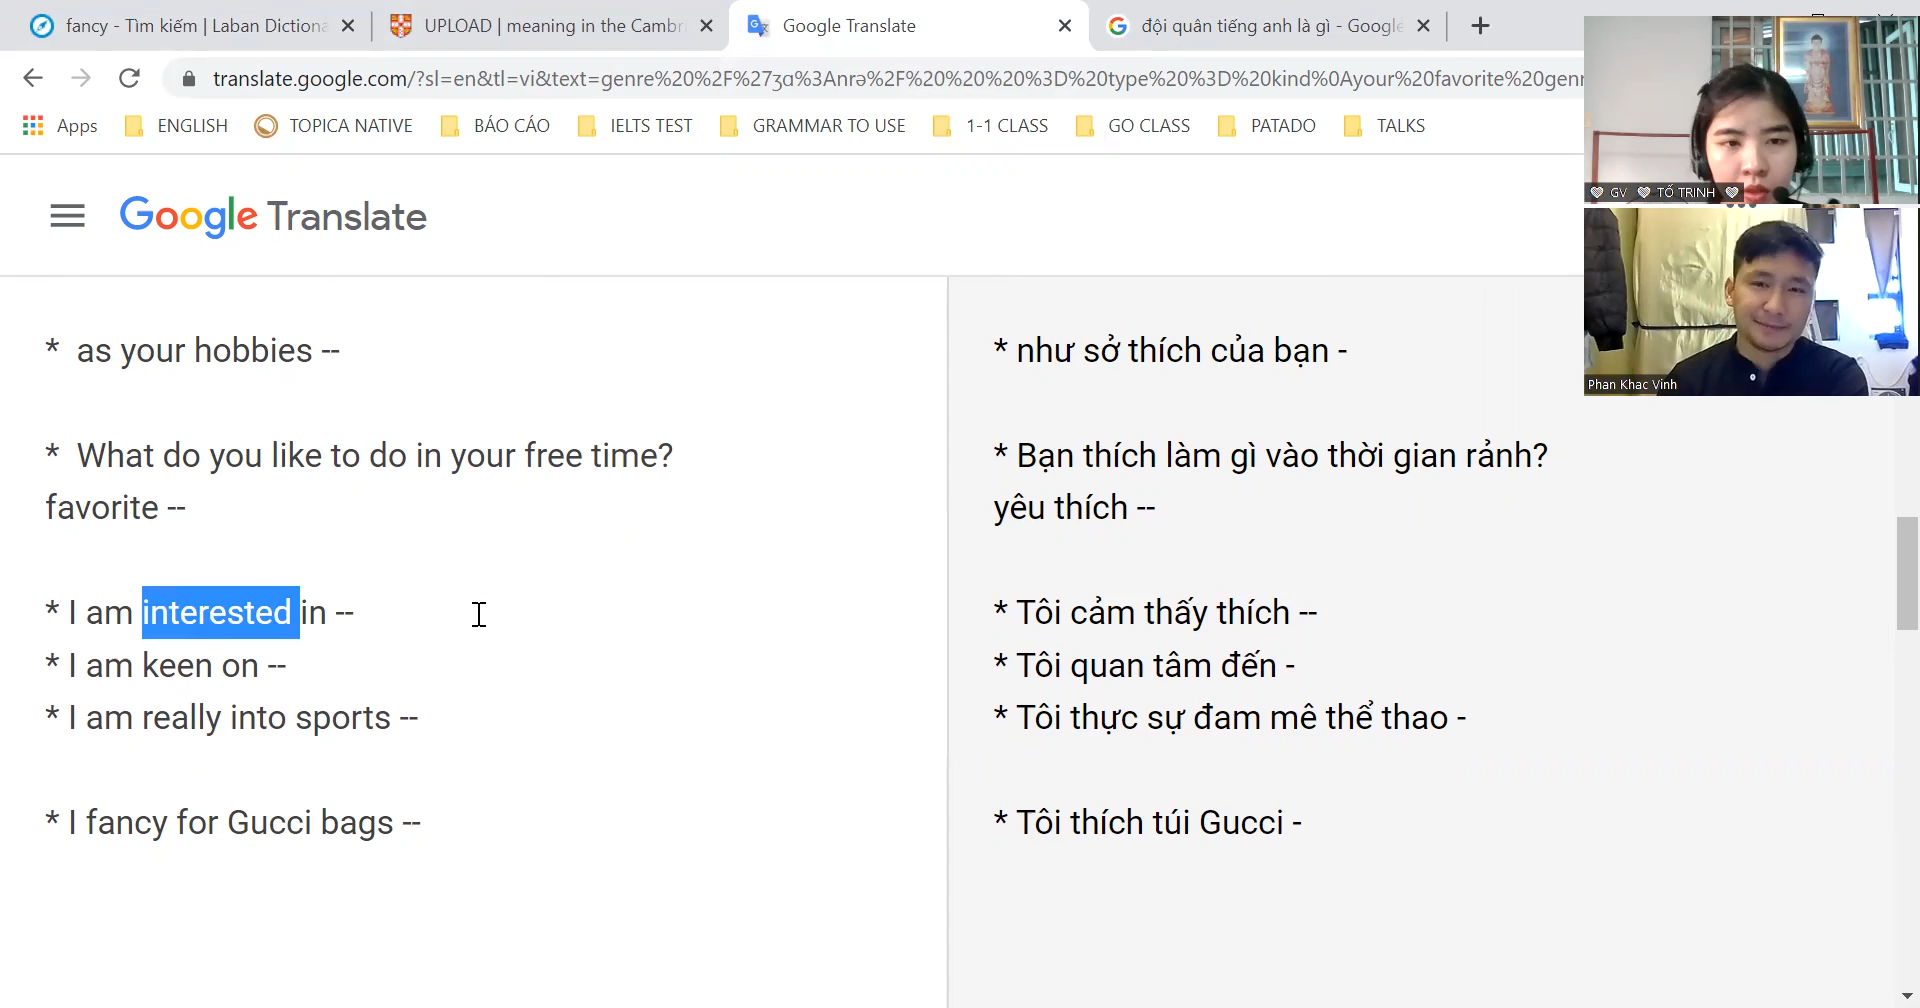 fancy - Tìm kiếm | Laban Dictiona
UPLOAD | meaning in the Cambri
Google Translate
đội quân tiếng anh là gì - Google
translate.google.com/?sl=en&tl=vi&text=genre%20%2F%27ʒɑ%3Anrə%2F%20%20%20%3D%20type%20%3D%20kind%0Ayour%20favorite%20genr
Apps
ENGLISH
TOPICA NATIVE
BÁO CÁO
IELTS TEST
GRAMMAR TO USE
1-1 CLASS
GO CLASS
PATADO
TALKS
GV TỐ TRINH
Phan Khac Vinh
Google Translate
* as your hobbies --
* What do you like to do in your free time?
favorite --
* I am interested in --
* I am keen on --
* I am really into sports --
* I fancy for Gucci bags --
* như sở thích của bạn -
* Bạn thích làm gì vào thời gian rảnh?
yêu thích --
* Tôi cảm thấy thích --
* Tôi quan tâm đến -
* Tôi thực sự đam mê thể thao -
* Tôi thích túi Gucci -